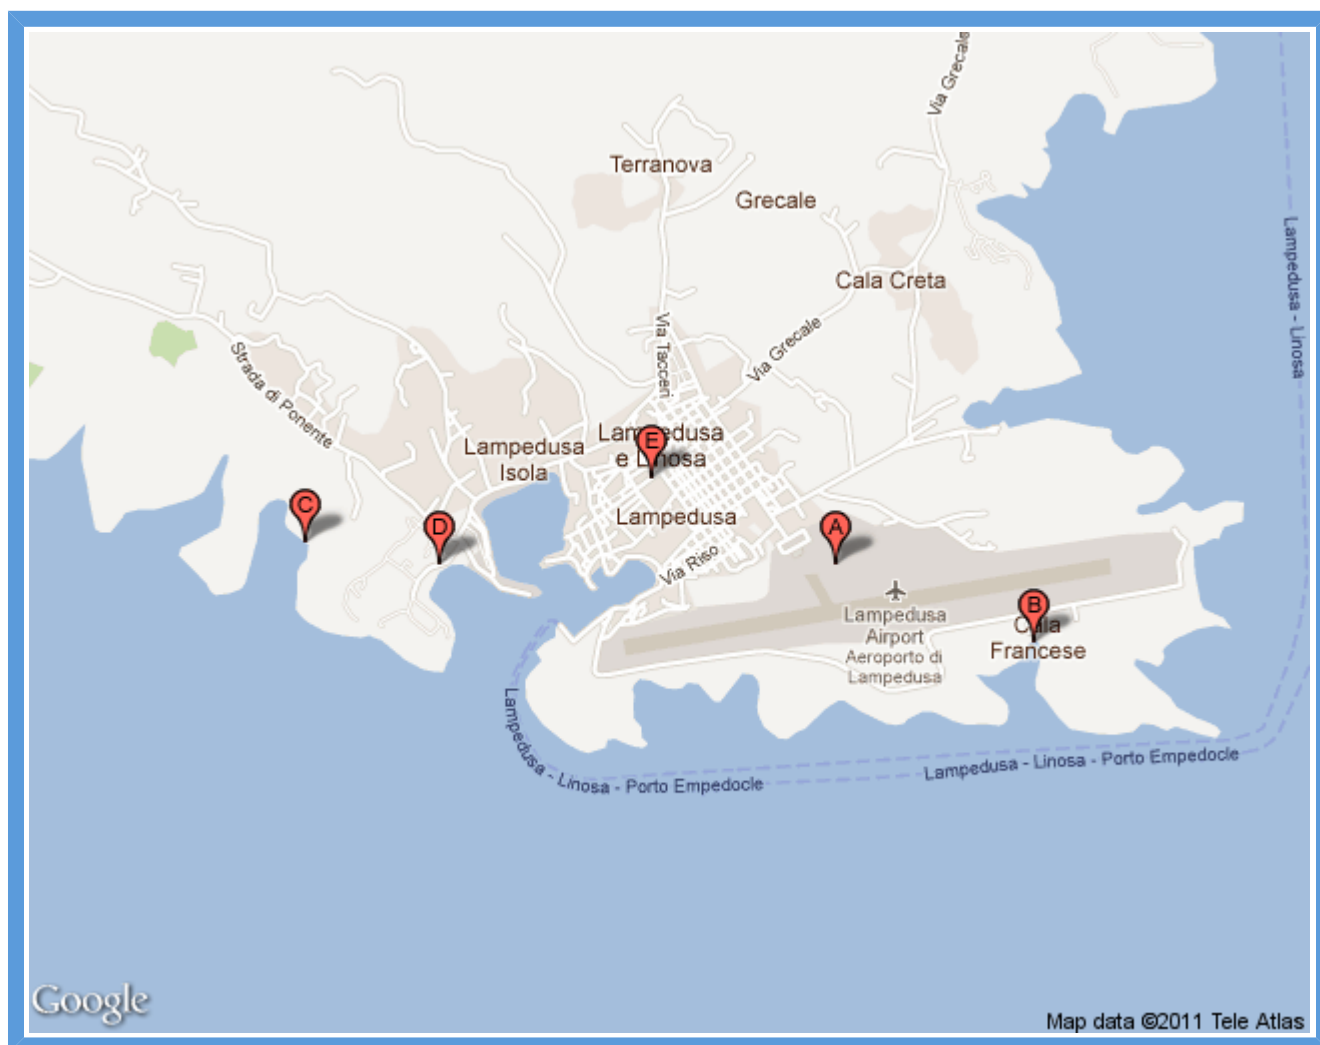 Via Grecale
Terranova
Grecale
Cala Creta
Lampedusa - Linosa
Via Tacceri
Via Grecale
Strada di Ponente
Lampedusa
Isola
Lampedusa
e Linosa
E
C
D
Lampedusa
A
Via Riso
B
Lampedusa
Airport
Aeroporto di
Lampedusa
Cala
Francese
Lampedusa - Linosa - Porto Empedocle
Lampedusa - Linosa - Porto Empedocle
Google
Map data ©2011 Tele Atlas